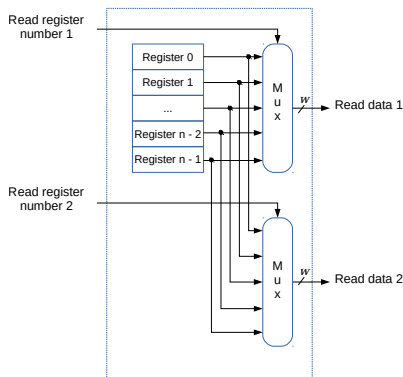 Read register
number 1
Register 0
Register 1
...
Register n - 2
Register n - 1
M
u
x
w
Read data 1
Read register
number 2
M
u
x
w
Read data 2